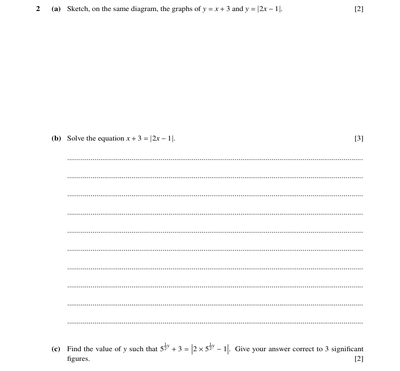 2 (a) Sketch, on the same diagram, the graphs of y = x + 3 and y = |2x − 1|. [2]
(b) Solve the equation x + 3 = |2x − 1|. [3]
(c) Find the value of y such that 5^{½y} + 3 = |2 × 5^{½y} − 1|. Give your answer correct to 3 significant
figures. [2]